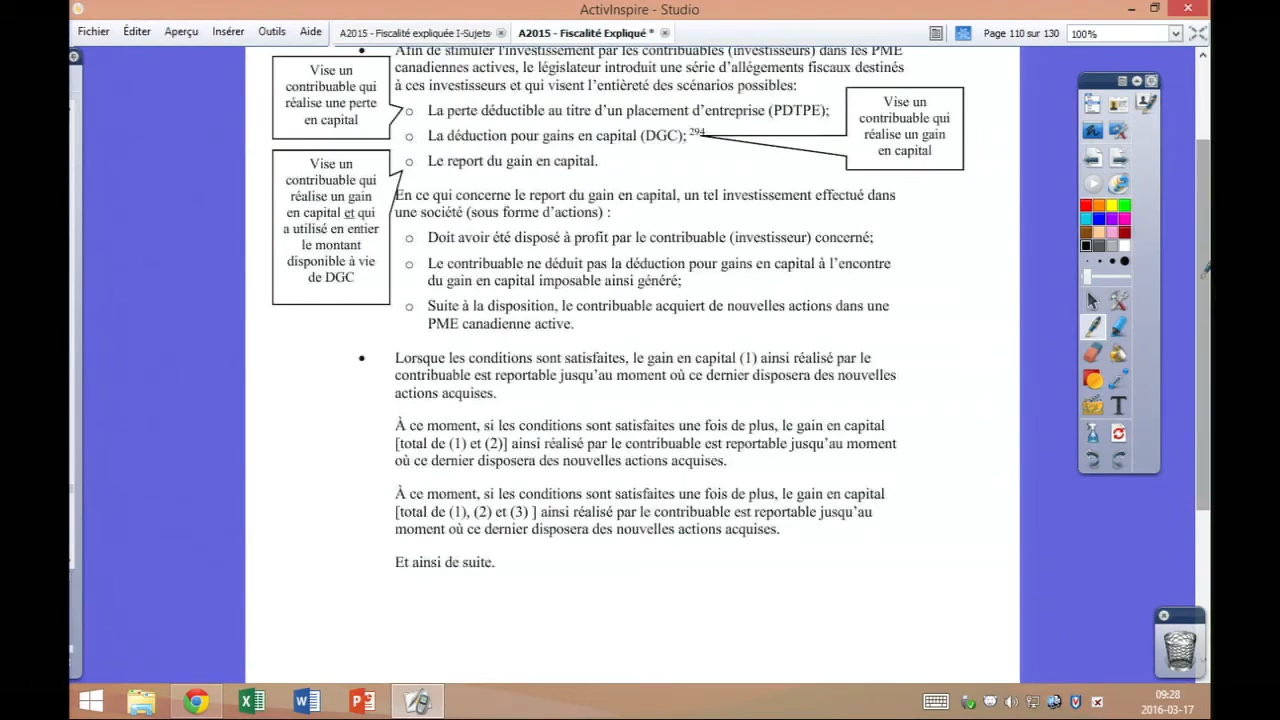 ActivInspire - Studio
Fichier Éditer Aperçu Insérer Outils Aide
A2015 - Fiscalité expliquée I-Sujets
A2015 - Fiscalité Expliqué *
Page 110 sur 130
100%
Afin de stimuler l'investissement par les contribuables (investisseurs) dans les PME
canadiennes actives, le législateur introduit une série d'allégements fiscaux destinés
à ces investisseurs et qui visent l'entièreté des scénarios possibles:
Vise un
contribuable qui
réalise une perte
en capital
o La perte déductible au titre d'un placement d'entreprise (PDTPE);
o La déduction pour gains en capital (DGC); 294
o Le report du gain en capital.
Vise un
contribuable qui
réalise un gain
en capital
Vise un
contribuable qui
réalise un gain
en capital et qui
a utilisé en entier
le montant
disponible à vie
de DGC
En ce qui concerne le report du gain en capital, un tel investissement effectué dans
une société (sous forme d'actions) :
o Doit avoir été disposé à profit par le contribuable (investisseur) concerné;
o Le contribuable ne déduit pas la déduction pour gains en capital à l'encontre
du gain en capital imposable ainsi généré;
o Suite à la disposition, le contribuable acquiert de nouvelles actions dans une
PME canadienne active.
• Lorsque les conditions sont satisfaites, le gain en capital (1) ainsi réalisé par le
contribuable est reportable jusqu'au moment où ce dernier disposera des nouvelles
actions acquises.
À ce moment, si les conditions sont satisfaites une fois de plus, le gain en capital
[total de (1) et (2)] ainsi réalisé par le contribuable est reportable jusqu'au moment
où ce dernier disposera des nouvelles actions acquises.
À ce moment, si les conditions sont satisfaites une fois de plus, le gain en capital
[total de (1), (2) et (3) ] ainsi réalisé par le contribuable est reportable jusqu'au
moment où ce dernier disposera des nouvelles actions acquises.
Et ainsi de suite.
09:28
2016-03-17